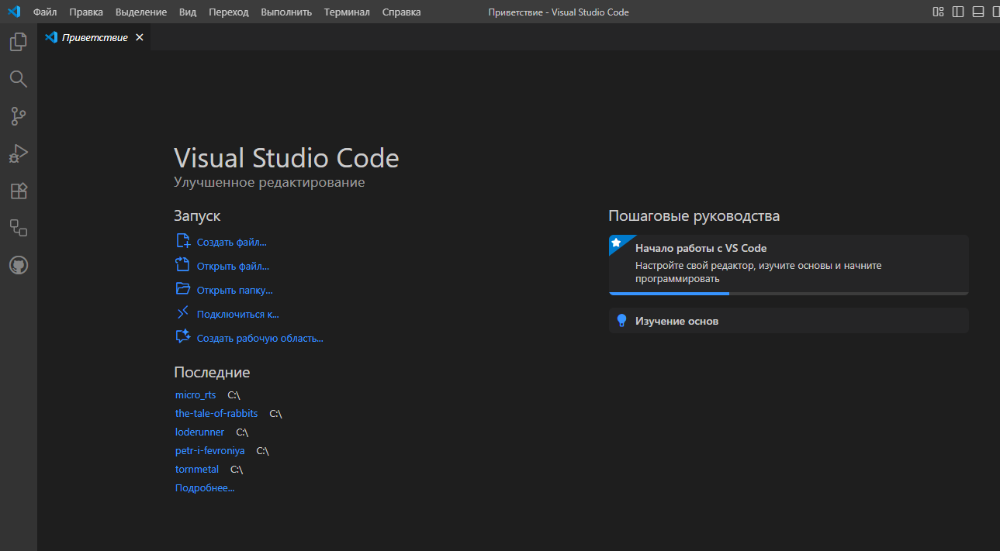 Файл Правка Выделение Вид Переход Выполнить Терминал Справка Приветствие - Visual Studio Code
Приветствие
Visual Studio Code
Улучшенное редактирование
Запуск
Создать файл...
Открыть файл...
Открыть папку...
Подключиться к...
Создать рабочую область...
Последние
micro_rts C:\
the-tale-of-rabbits C:\
loderunner C:\
petr-i-fevroniya C:\
tornmetal C:\
Подробнее...
Пошаговые руководства
Начало работы с VS Code
Настройте свой редактор, изучите основы и начните
программировать
Изучение основ